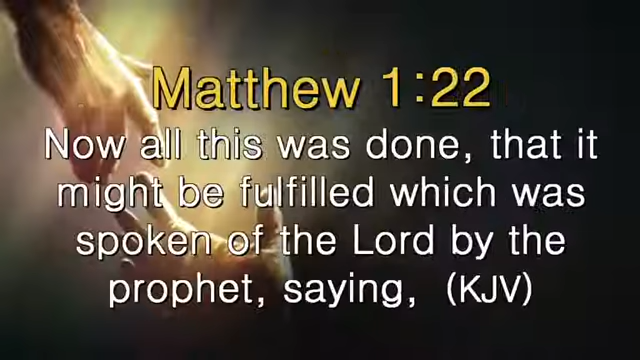 Matthew 1:22
Now all this was done, that it
might be fulfilled which was
spoken of the Lord by the
prophet, saying, (KJV)